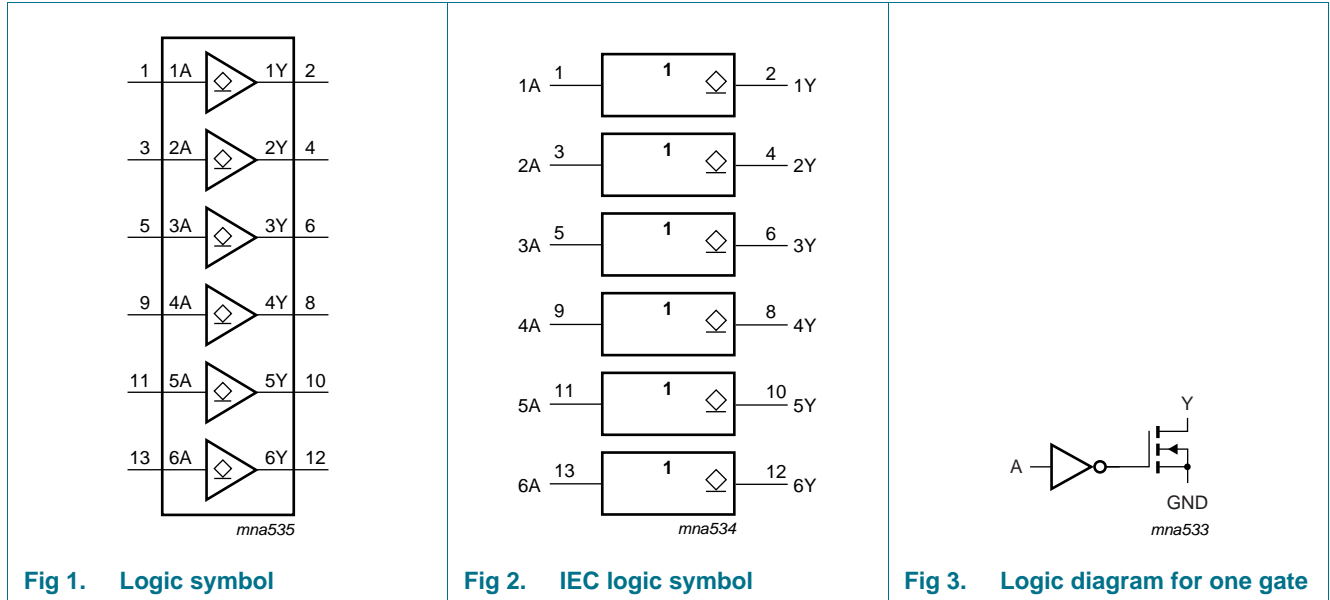 1 1A 1Y 2
3 2A 2Y 4
5 3A 3Y 6
9 4A 4Y 8
11 5A 5Y 10
13 6A 6Y 12
mna535
Fig 1. Logic symbol
1A 1 1 2 1Y
2A 3 1 4 2Y
3A 5 1 6 3Y
4A 9 1 8 4Y
5A 11 1 10 5Y
6A 13 1 12 6Y
mna534
Fig 2. IEC logic symbol
Y
A
GND
mna533
Fig 3. Logic diagram for one gate